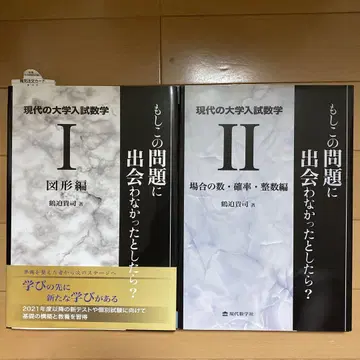 現代の大学入試数学
I
図形編
鶴迫貴司 著
もしこの問題に
出会わなかったとしたら?
学びの先に
新たな学びがある
2021年度以降の新テストや個別試験に向けて
基礎の構築と教養を習得
現代の大学入試数学
II
場合の数・確率・整数編
鶴迫貴司 著
現代数学社
もしこの問題に
出会わなかったとしたら?